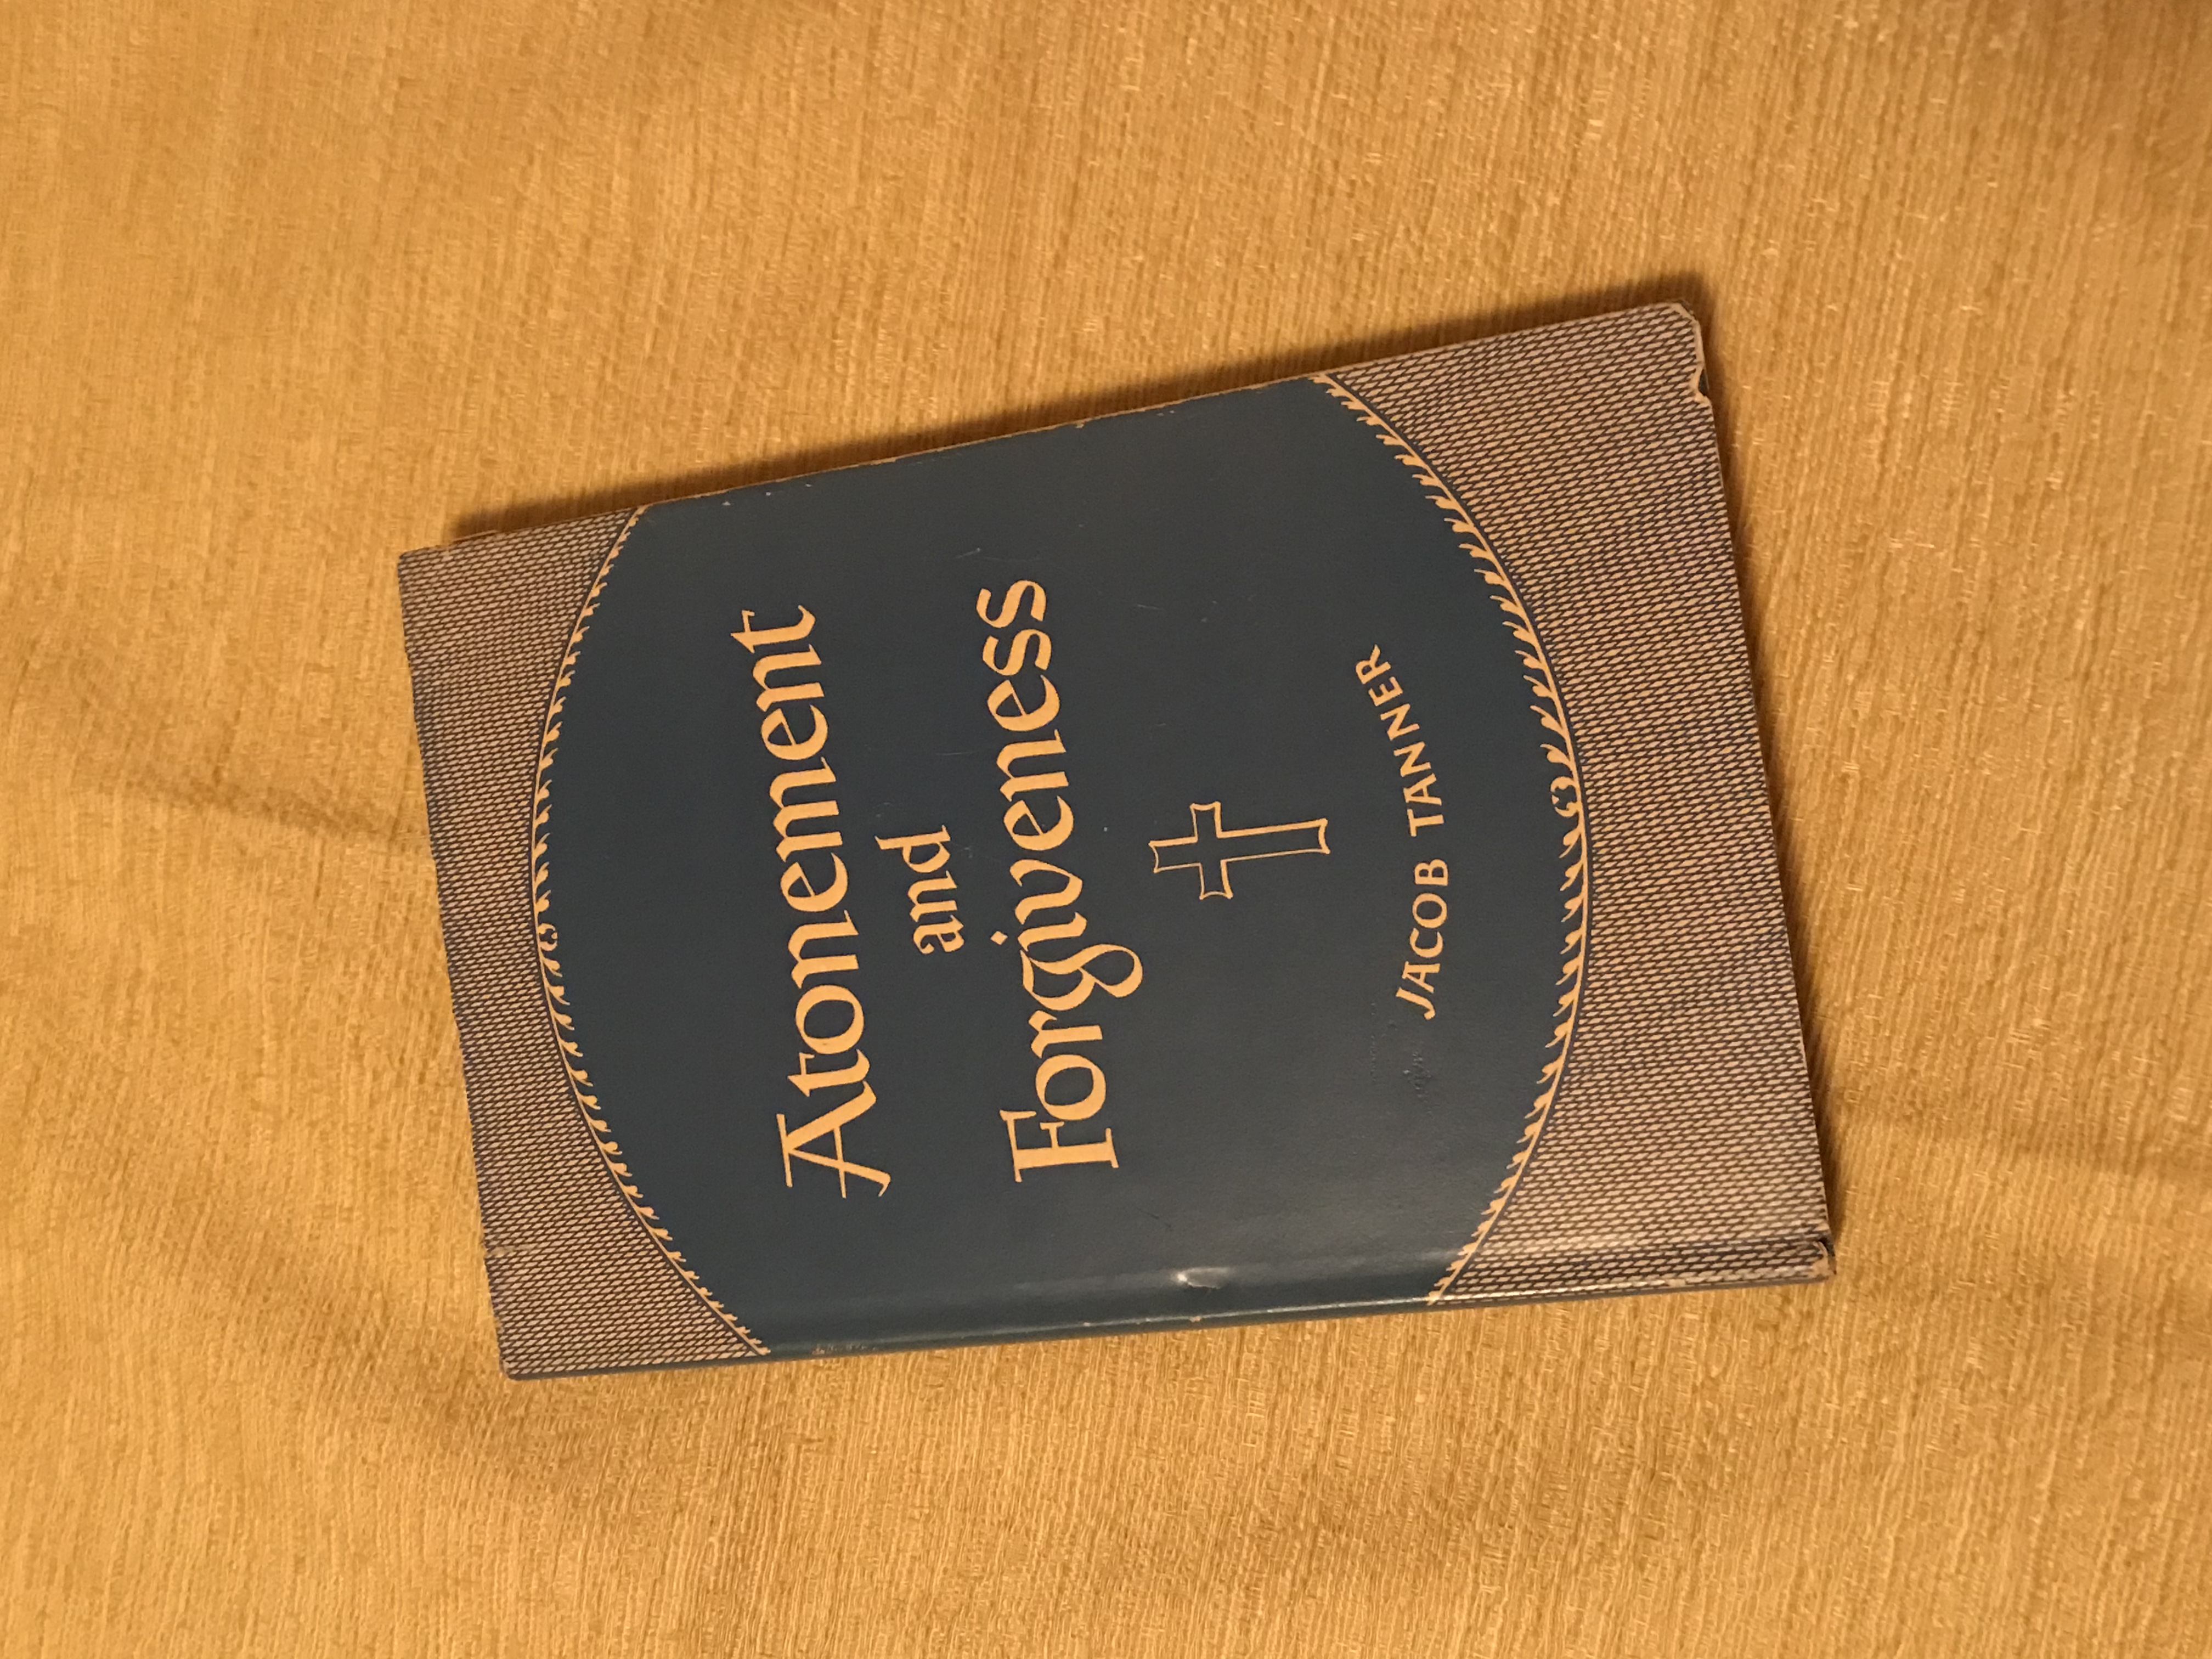 Atonement
and
Forgiveness
JACOB TANNER